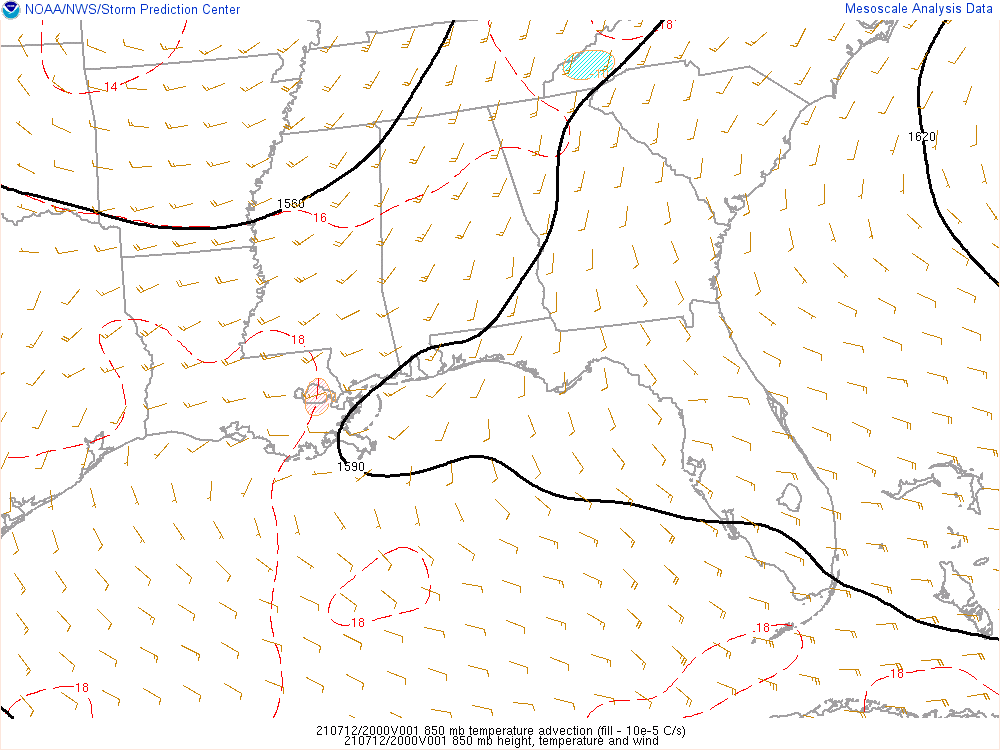 NOAA/NWS/Storm Prediction Center
Mesoscale Analysis Data
18
14
1620
1560
16
18
1590
18
18
18
18
210712/2000V001 850 mb temperature advection (fill - 10e-5 C/s)
210712/2000V001 850 mb height, temperature and wind